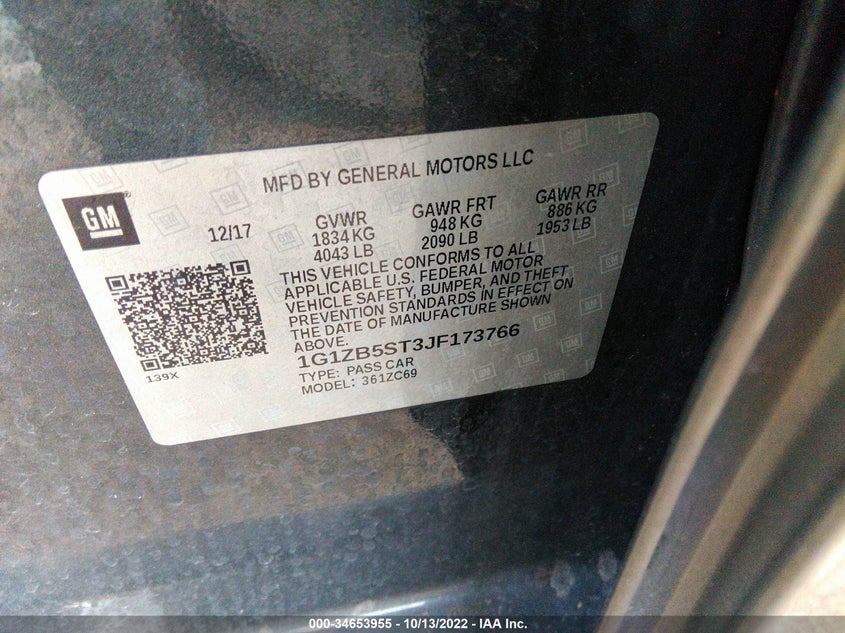 MFD BY GENERAL MOTORS LLC
GM®
12/17
GVWR
1834 KG
4043 LB
GAWR FRT
948 KG
2090 LB
GAWR RR
886 KG
1953 LB
THIS VEHICLE CONFORMS TO ALL
APPLICABLE U.S. FEDERAL MOTOR
VEHICLE SAFETY, BUMPER, AND THEFT
PREVENTION STANDARDS IN EFFECT ON
THE DATE OF MANUFACTURE SHOWN
ABOVE.
1G1ZB5ST3JF173766
TYPE: PASS CAR
MODEL: 361ZC69
139X
000-34653955 - 10/13/2022 - IAA Inc.